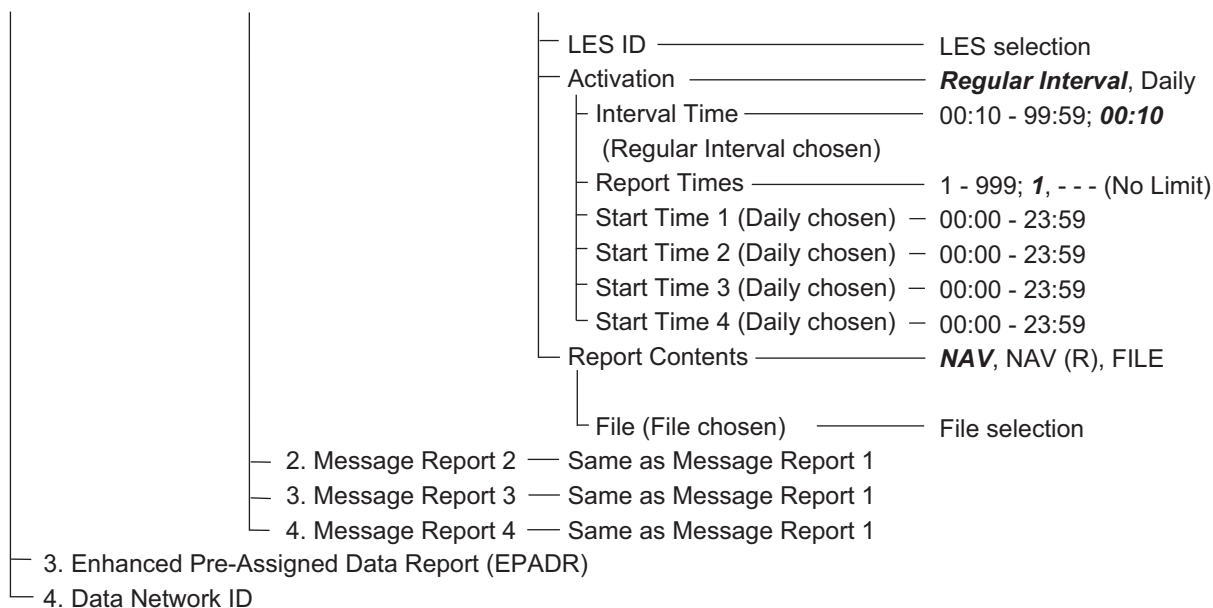 LES ID LES selection
Activation Regular Interval, Daily
Interval Time 00:10 - 99:59; 00:10
(Regular Interval chosen)
Report Times 1 - 999; 1, - - - (No Limit)
Start Time 1 (Daily chosen) 00:00 - 23:59
Start Time 2 (Daily chosen) 00:00 - 23:59
Start Time 3 (Daily chosen) 00:00 - 23:59
Start Time 4 (Daily chosen) 00:00 - 23:59
Report Contents NAV, NAV (R), FILE
File (File chosen) File selection
2. Message Report 2 Same as Message Report 1
3. Message Report 3 Same as Message Report 1
4. Message Report 4 Same as Message Report 1
3. Enhanced Pre-Assigned Data Report (EPADR)
4. Data Network ID